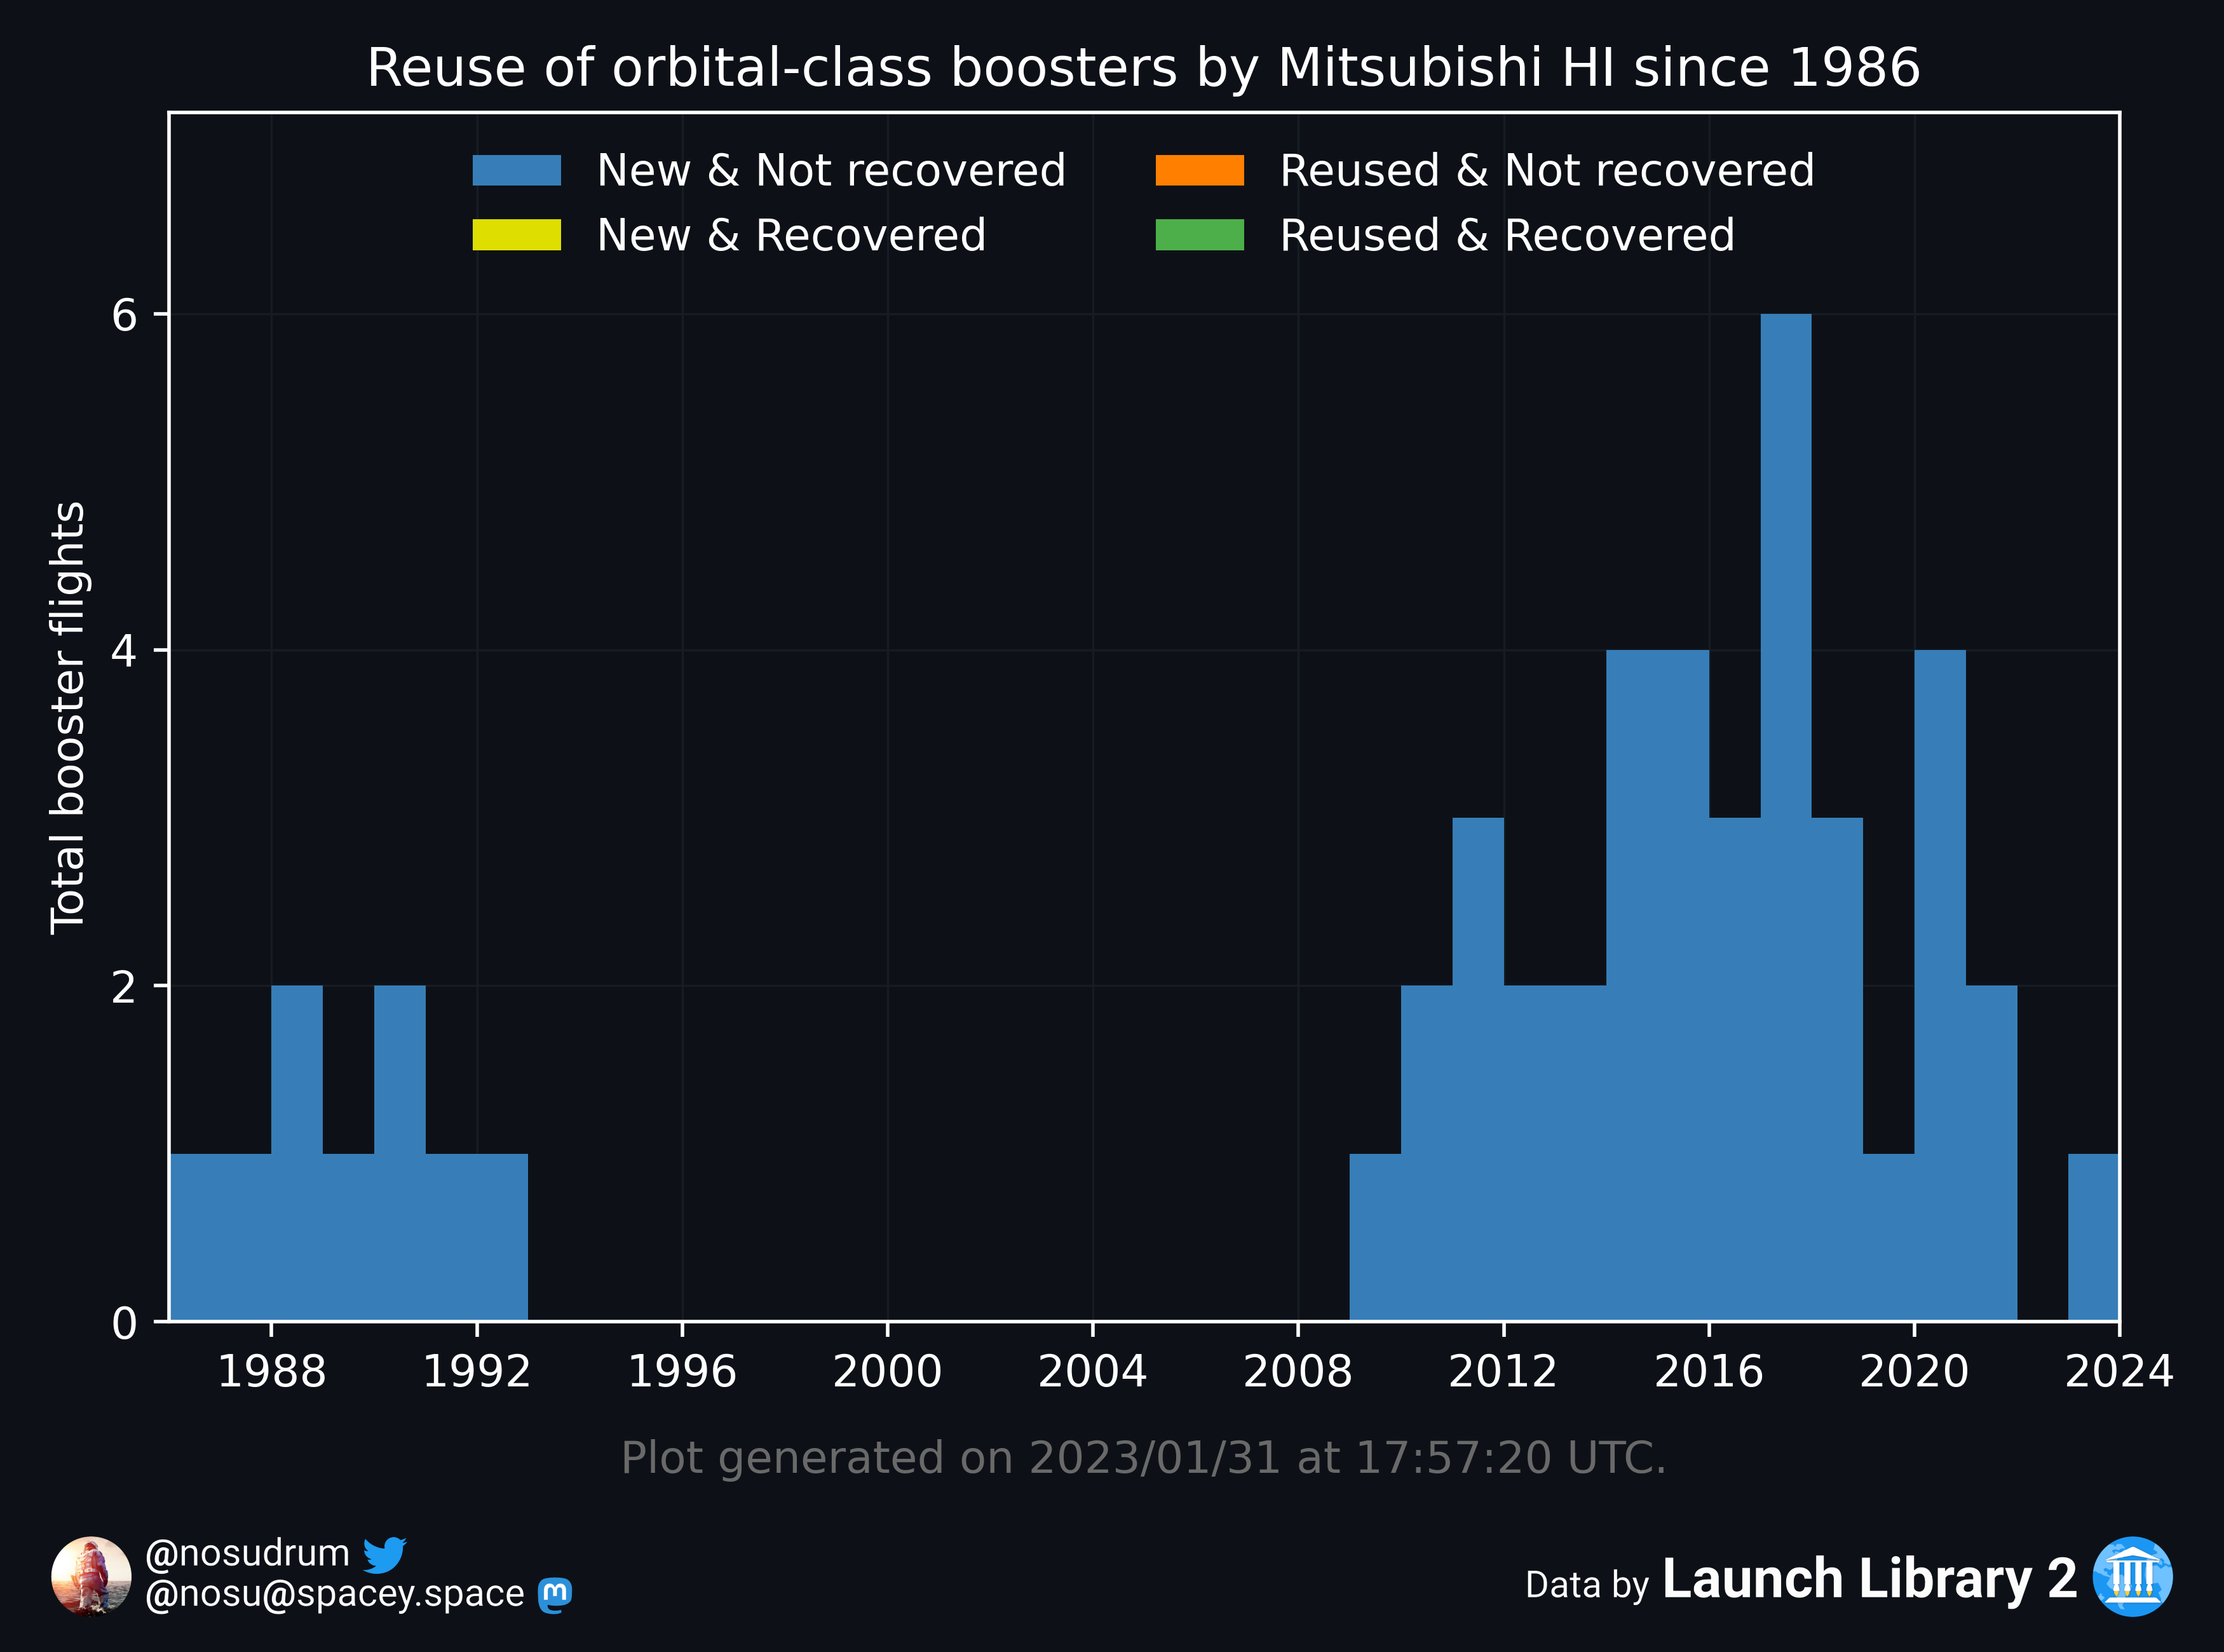 Reuse of orbital-class boosters by Mitsubishi HI since 1986
New & Not recovered
New & Recovered
Reused & Not recovered
Reused & Recovered
Total booster flights
6
4
2
0
1988 1992 1996 2000 2004 2008 2012 2016 2020 2024
Plot generated on 2023/01/31 at 17:57:20 UTC.
@nosudrum
@nosu@spacey.space
Data by Launch Library 2